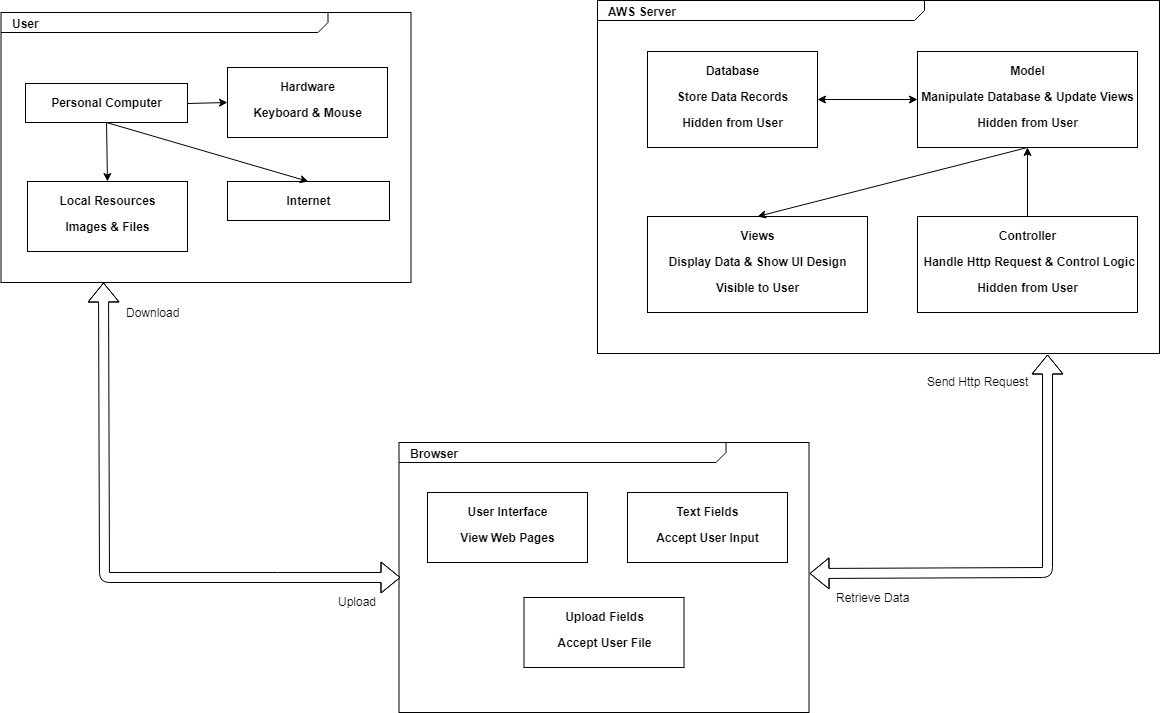 User
Personal Computer
Hardware
Keyboard & Mouse
Local Resources
Images & Files
Internet
AWS Server
Database
Store Data Records
Hidden from User
Model
Manipulate Database & Update Views
Hidden from User
Views
Display Data & Show UI Design
Visible to User
Controller
Handle Http Request & Control Logic
Hidden from User
Download
Send Http Request
Browser
User Interface
View Web Pages
Text Fields
Accept User Input
Upload Fields
Accept User File
Upload
Retrieve Data